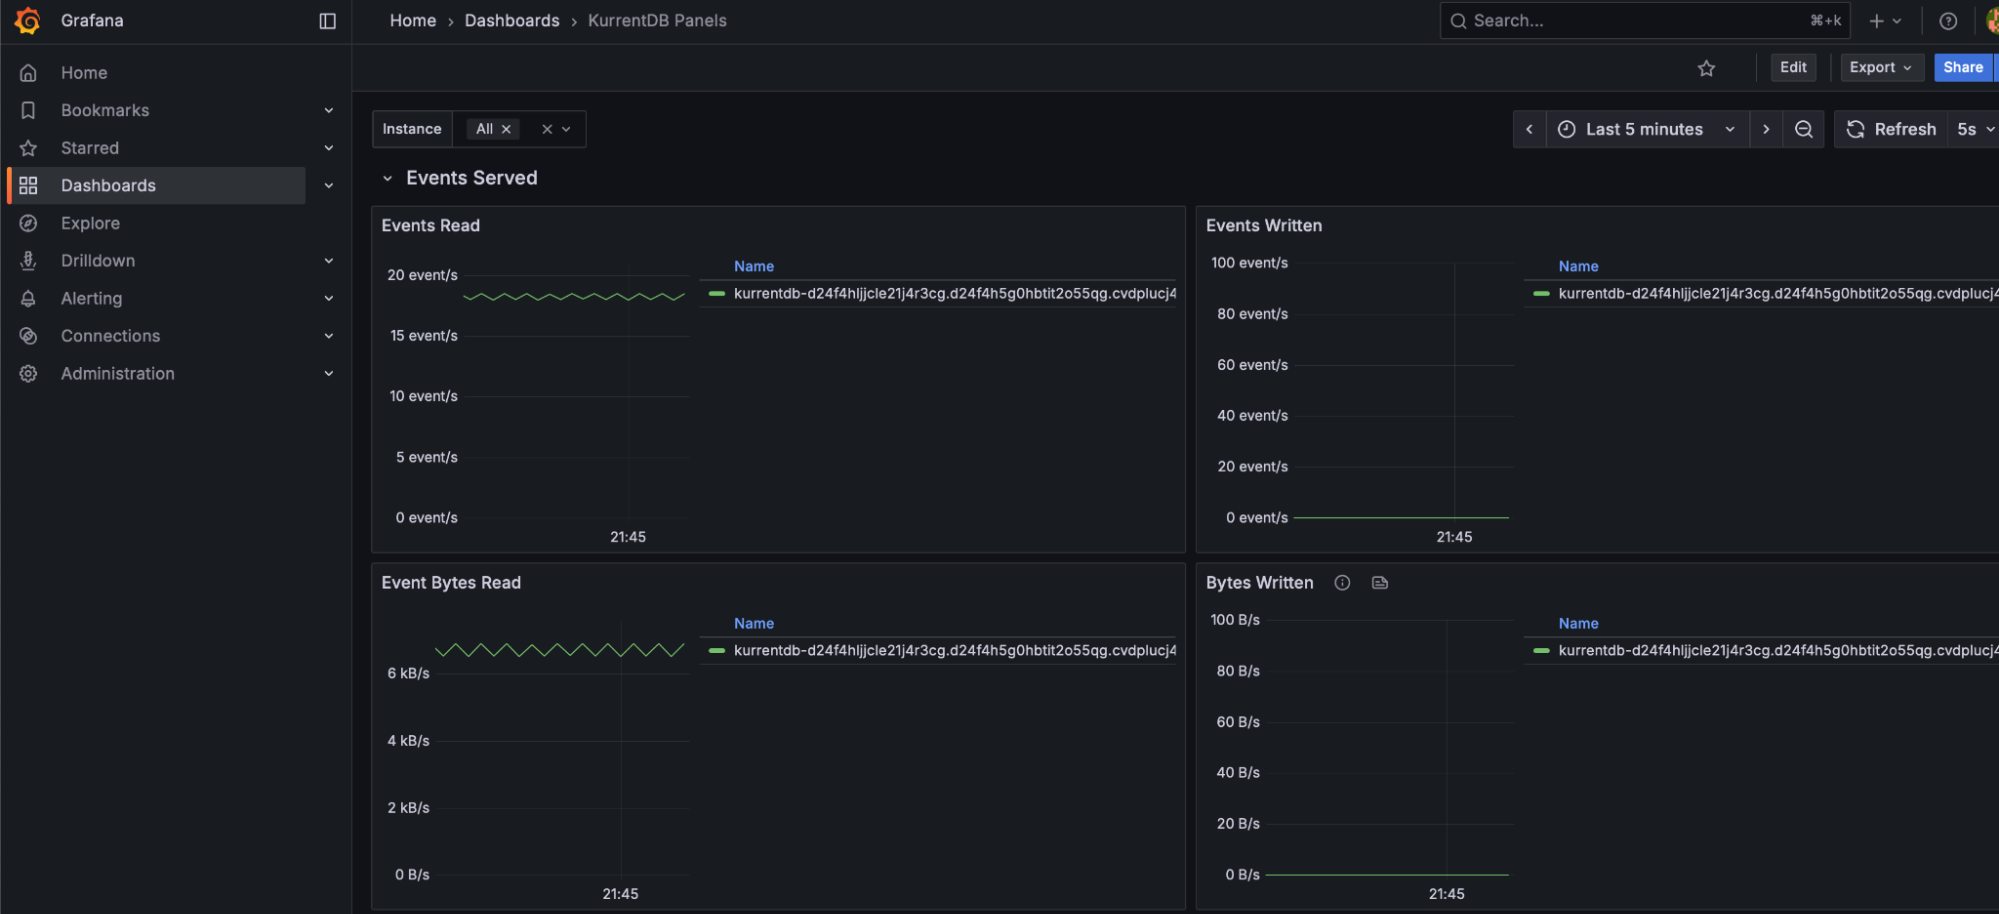 Grafana
Home › Dashboards › KurrentDB Panels
Search...
⌘+k
Home
Bookmarks
Starred
Dashboards
Explore
Drilldown
Alerting
Connections
Administration
Edit
Export
Share
Instance
All
Last 5 minutes
Refresh
5s
Events Served
Events Read
20 event/s
15 event/s
10 event/s
5 event/s
0 event/s
21:45
Name
kurrentdb-d24f4hljjcle21j4r3cg.d24f4h5g0hbtit2o55qg.cvdplucj4
Events Written
100 event/s
80 event/s
60 event/s
40 event/s
20 event/s
0 event/s
21:45
Name
kurrentdb-d24f4hljjcle21j4r3cg.d24f4h5g0hbtit2o55qg.cvdplucj4
Event Bytes Read
6 kB/s
4 kB/s
2 kB/s
0 B/s
21:45
Name
kurrentdb-d24f4hljjcle21j4r3cg.d24f4h5g0hbtit2o55qg.cvdplucj4
Bytes Written
100 B/s
80 B/s
60 B/s
40 B/s
20 B/s
0 B/s
21:45
Name
kurrentdb-d24f4hljjcle21j4r3cg.d24f4h5g0hbtit2o55qg.cvdplucj4